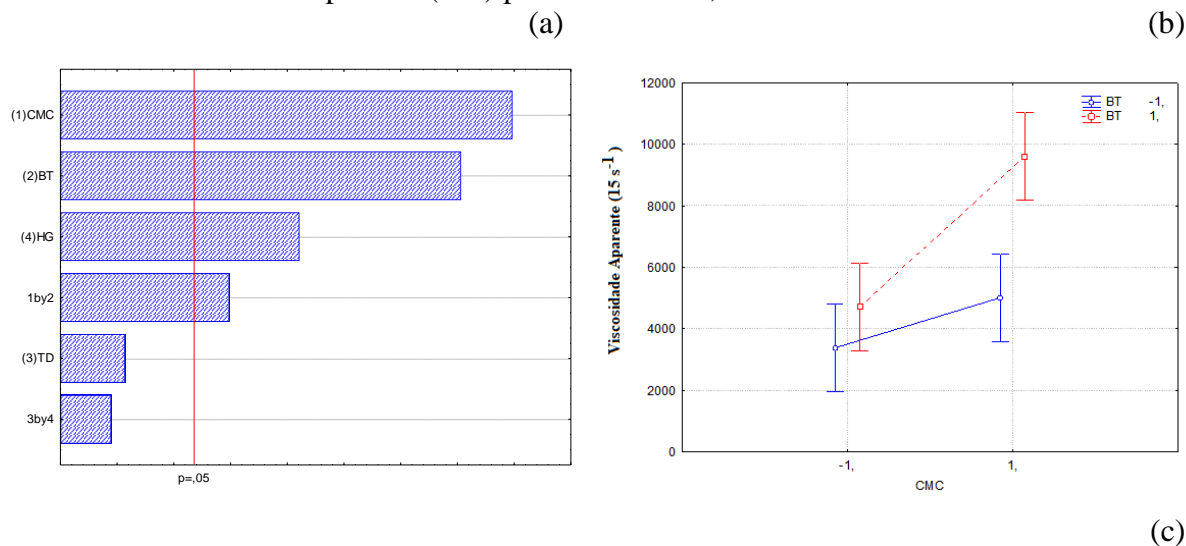 (a)
(b)
(1)CMC
(2)BT
(4)HG
1by2
(3)TD
3by4
p=,05
12000
10000
8000
6000
4000
2000
0
Viscosidade Aparente (15 s-1 )
BT -1,
BT 1,
-1,
1,
CMC
(c)